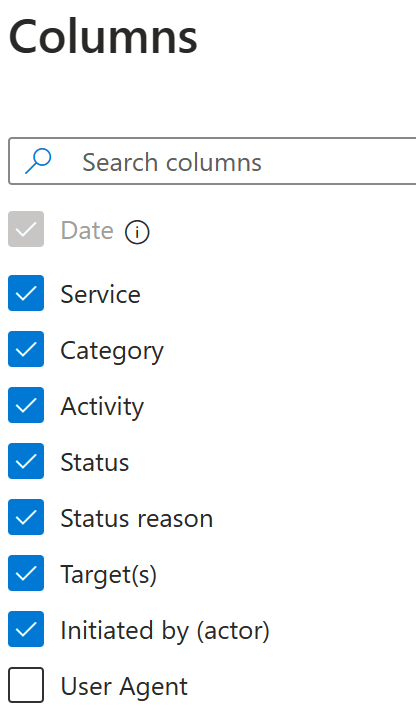 Columns
Search columns
Date
Service
Category
Activity
Status
Status reason
Target(s)
Initiated by (actor)
User Agent